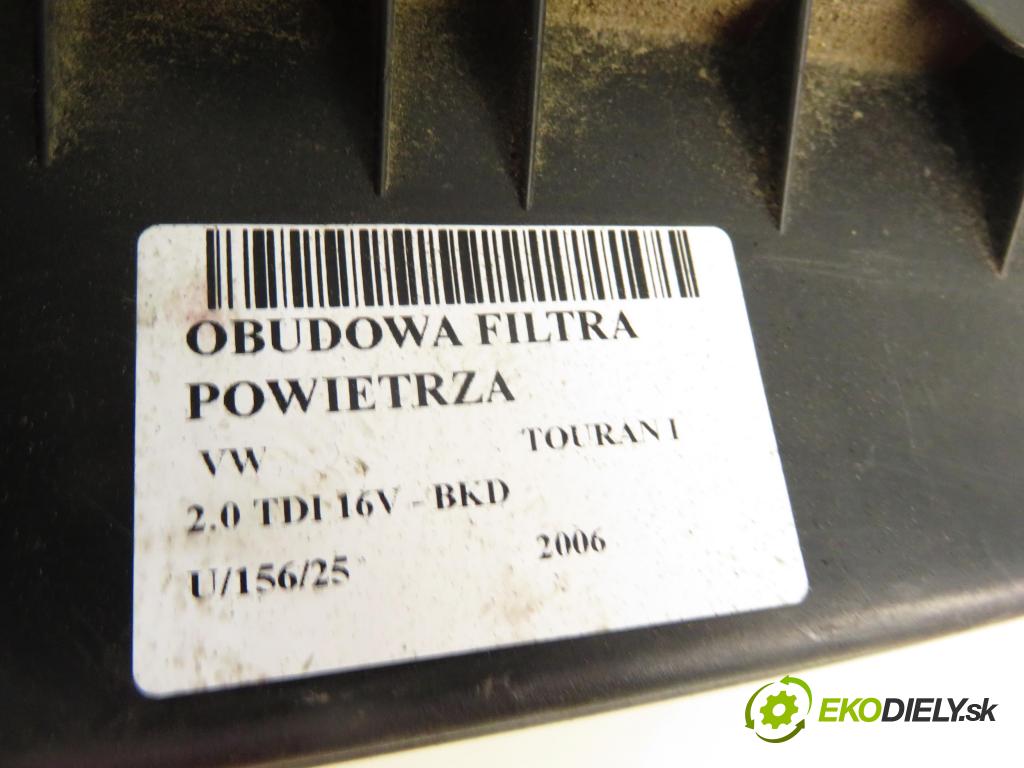 OBUDOWA FILTRA
POWIETRZA
VW TOURAN I
2.0 TDI 16V - BKD
U/156/25 2006
EKODIELY.sk